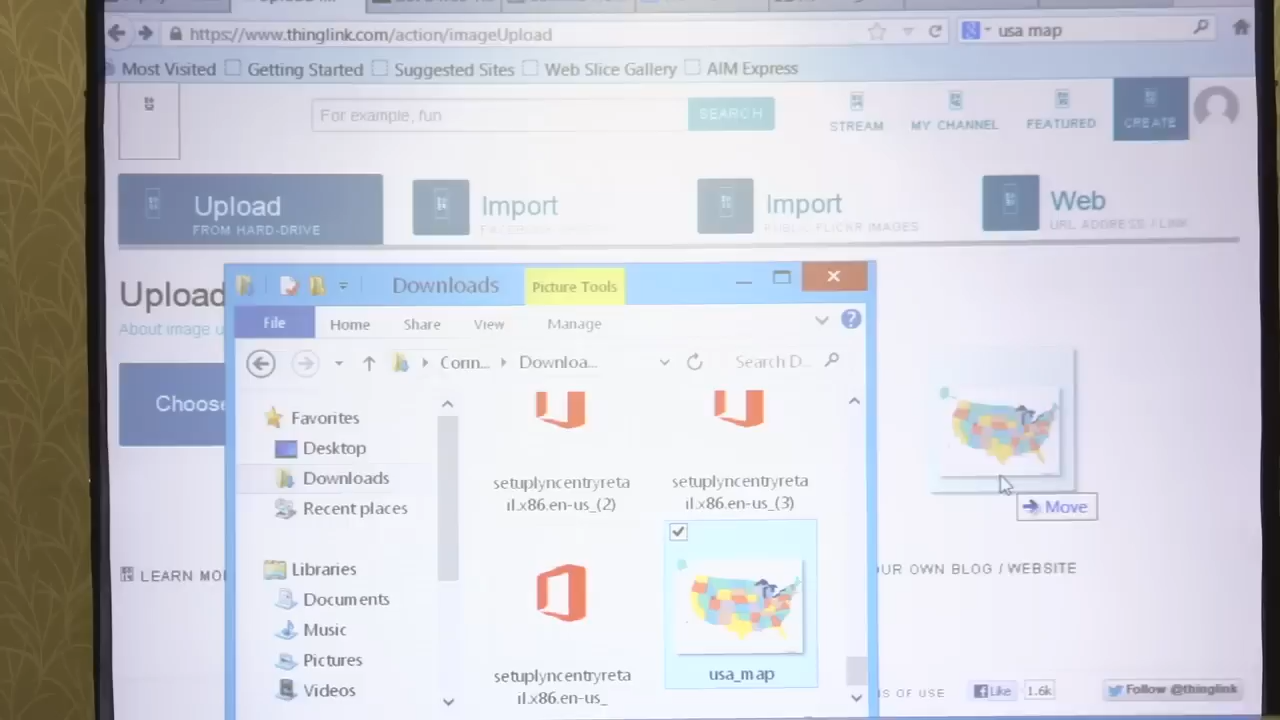 https://www.thinglink.com/action/imageUpload
usa map
Most Visited
Getting Started
Suggested Sites
Web Slice Gallery
AIM Express
For example, fun
SEARCH
STREAM
MY CHANNEL
FEATURED
CREATE
Upload
FROM HARD-DRIVE
Import
Import
PUBLIC FLICKR IMAGES
Web
URL ADDRESS / LINK
Upload
About image u
Choose
Downloads
Picture Tools
File
Home
Share
View
Manage
Downloa...
Search D...
Favorites
Desktop
Downloads
Recent places
Libraries
Documents
Music
Pictures
Videos
setuplyncentryreta
il.x86.en-us_(2)
setuplyncentryreta
il.x86.en-us_(3)
setuplyncentryreta
il.x86.en-us_
usa_map
Move
LEARN MO
UR OWN BLOG / WEBSITE
S OF USE
Like
1.6k
Follow @thinglink